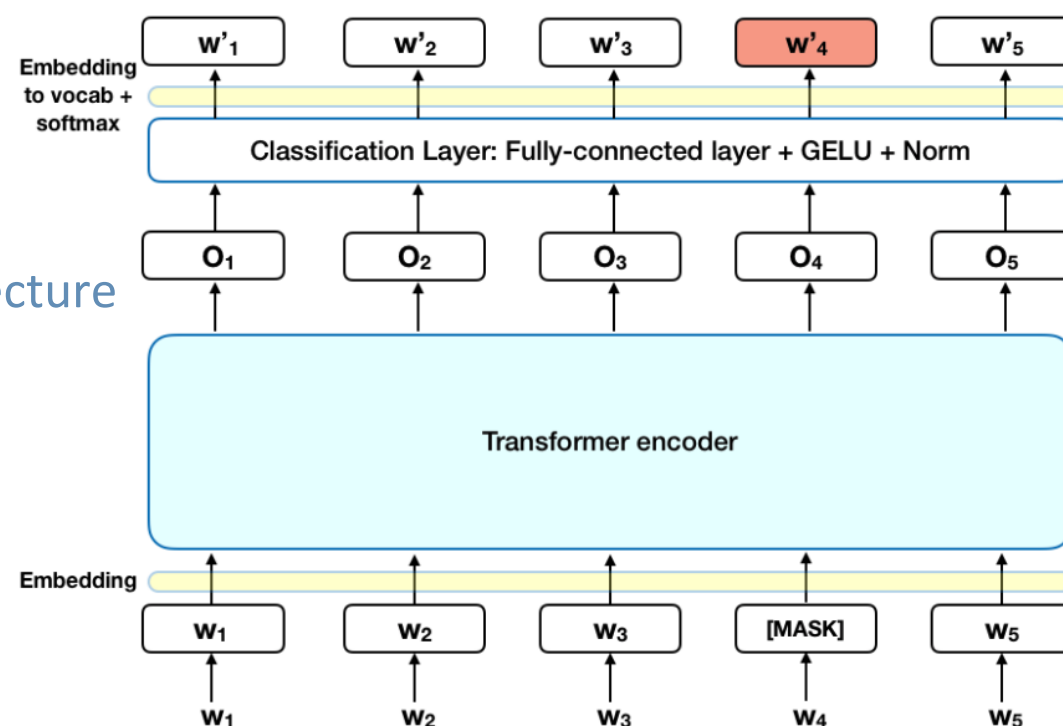 w’₁ w’₂ w’₃ w’₄ w’₅
Embedding
to vocab +
softmax
Classification Layer: Fully-connected layer + GELU + Norm
O₁ O₂ O₃ O₄ O₅
ecture
Transformer encoder
Embedding
w₁ w₂ w₃ [MASK] w₅
w₁ w₂ w₃ w₄ w₅